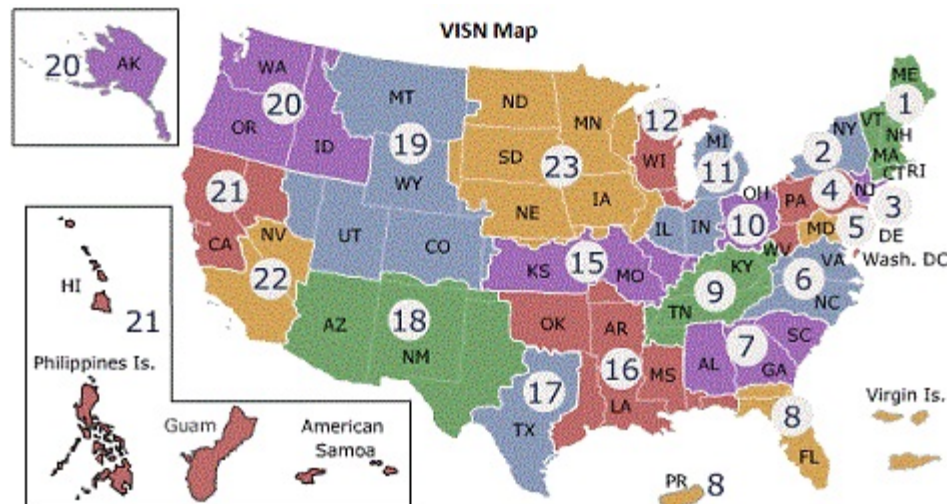 VISN Map
20
AK
WA
20
OR
ID
MT
19
WY
ND
MN
SD
23
NE
IA
12
WI
MI
11
ME
1
VT
NH
NY
2
MA
CT
RI
4
PA
NJ
3
OH
10
MD
5
DE
Wash. DC
WV
VA
6
NC
IL
IN
21
CA
NV
22
UT
CO
KS
15
MO
KY
9
TN
AZ
18
NM
OK
AR
16
MS
LA
17
TX
7
SC
AL
GA
8
FL
HI
21
Philippines Is.
Guam
American
Samoa
Virgin Is.
PR
8